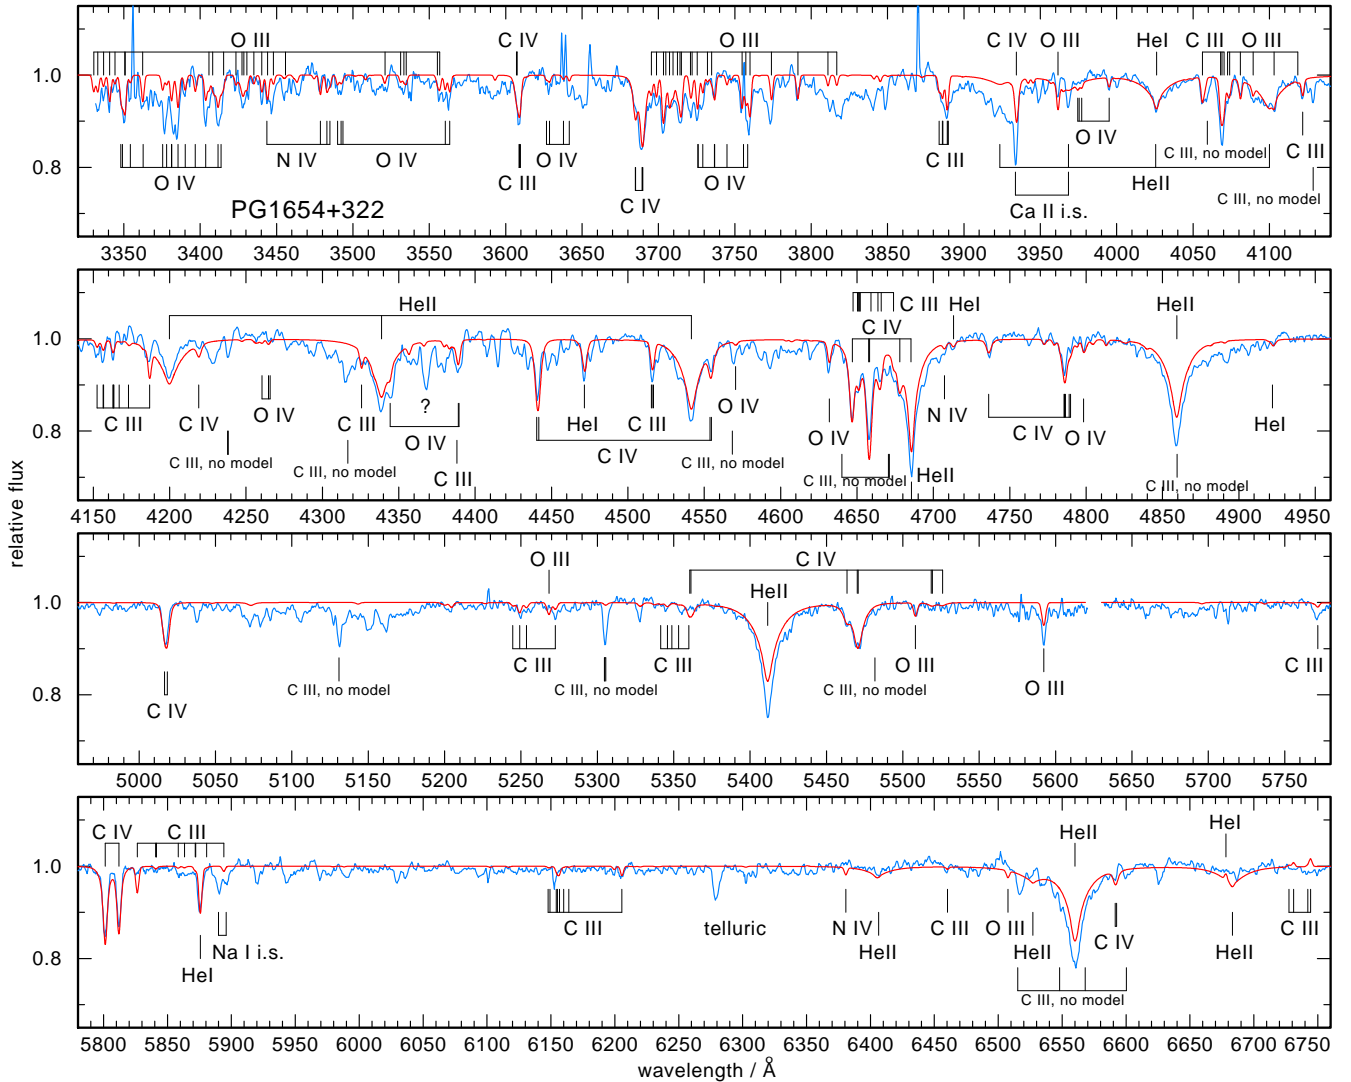 O III C IV O III C IV O III HeI C III O III
1.0
N IV O IV C III, no model C III
O IV O IV C III O IV C III HeII
0.8
C III, no model
PG1654+322 C IV Ca II i.s.
3350 3400 3450 3500 3550 3600 3650 3700 3750 3800 3850 3900 3950 4000 4050 4100
HeII C III HeI HeII
C IV
1.0
?
C III C IV O IV C III HeI C III O IV N IV HeI
0.8
O IV C IV O IV C IV O IV
C III, no model C III, no model C III C III, no model C III, no model HeII C III, no model
4150 4200 4250 4300 4350 4400 4450 4500 4550 4600 4650 4700 4750 4800 4850 4900 4950
relative flux
O III C IV
HeII
1.0
C III C III O III C III
0.8
C IV C III, no model C III, no model C III, no model O III
5000 5050 5100 5150 5200 5250 5300 5350 5400 5450 5500 5550 5600 5650 5700 5750
C IV C III HeII HeI
1.0
Na I i.s. C III telluric N IV C III O III C IV C III
HeI HeII HeII HeII
0.8
C III, no model
5800 5850 5900 5950 6000 6050 6100 6150 6200 6250 6300 6350 6400 6450 6500 6550 6600 6650 6700 6750
wavelength / Å